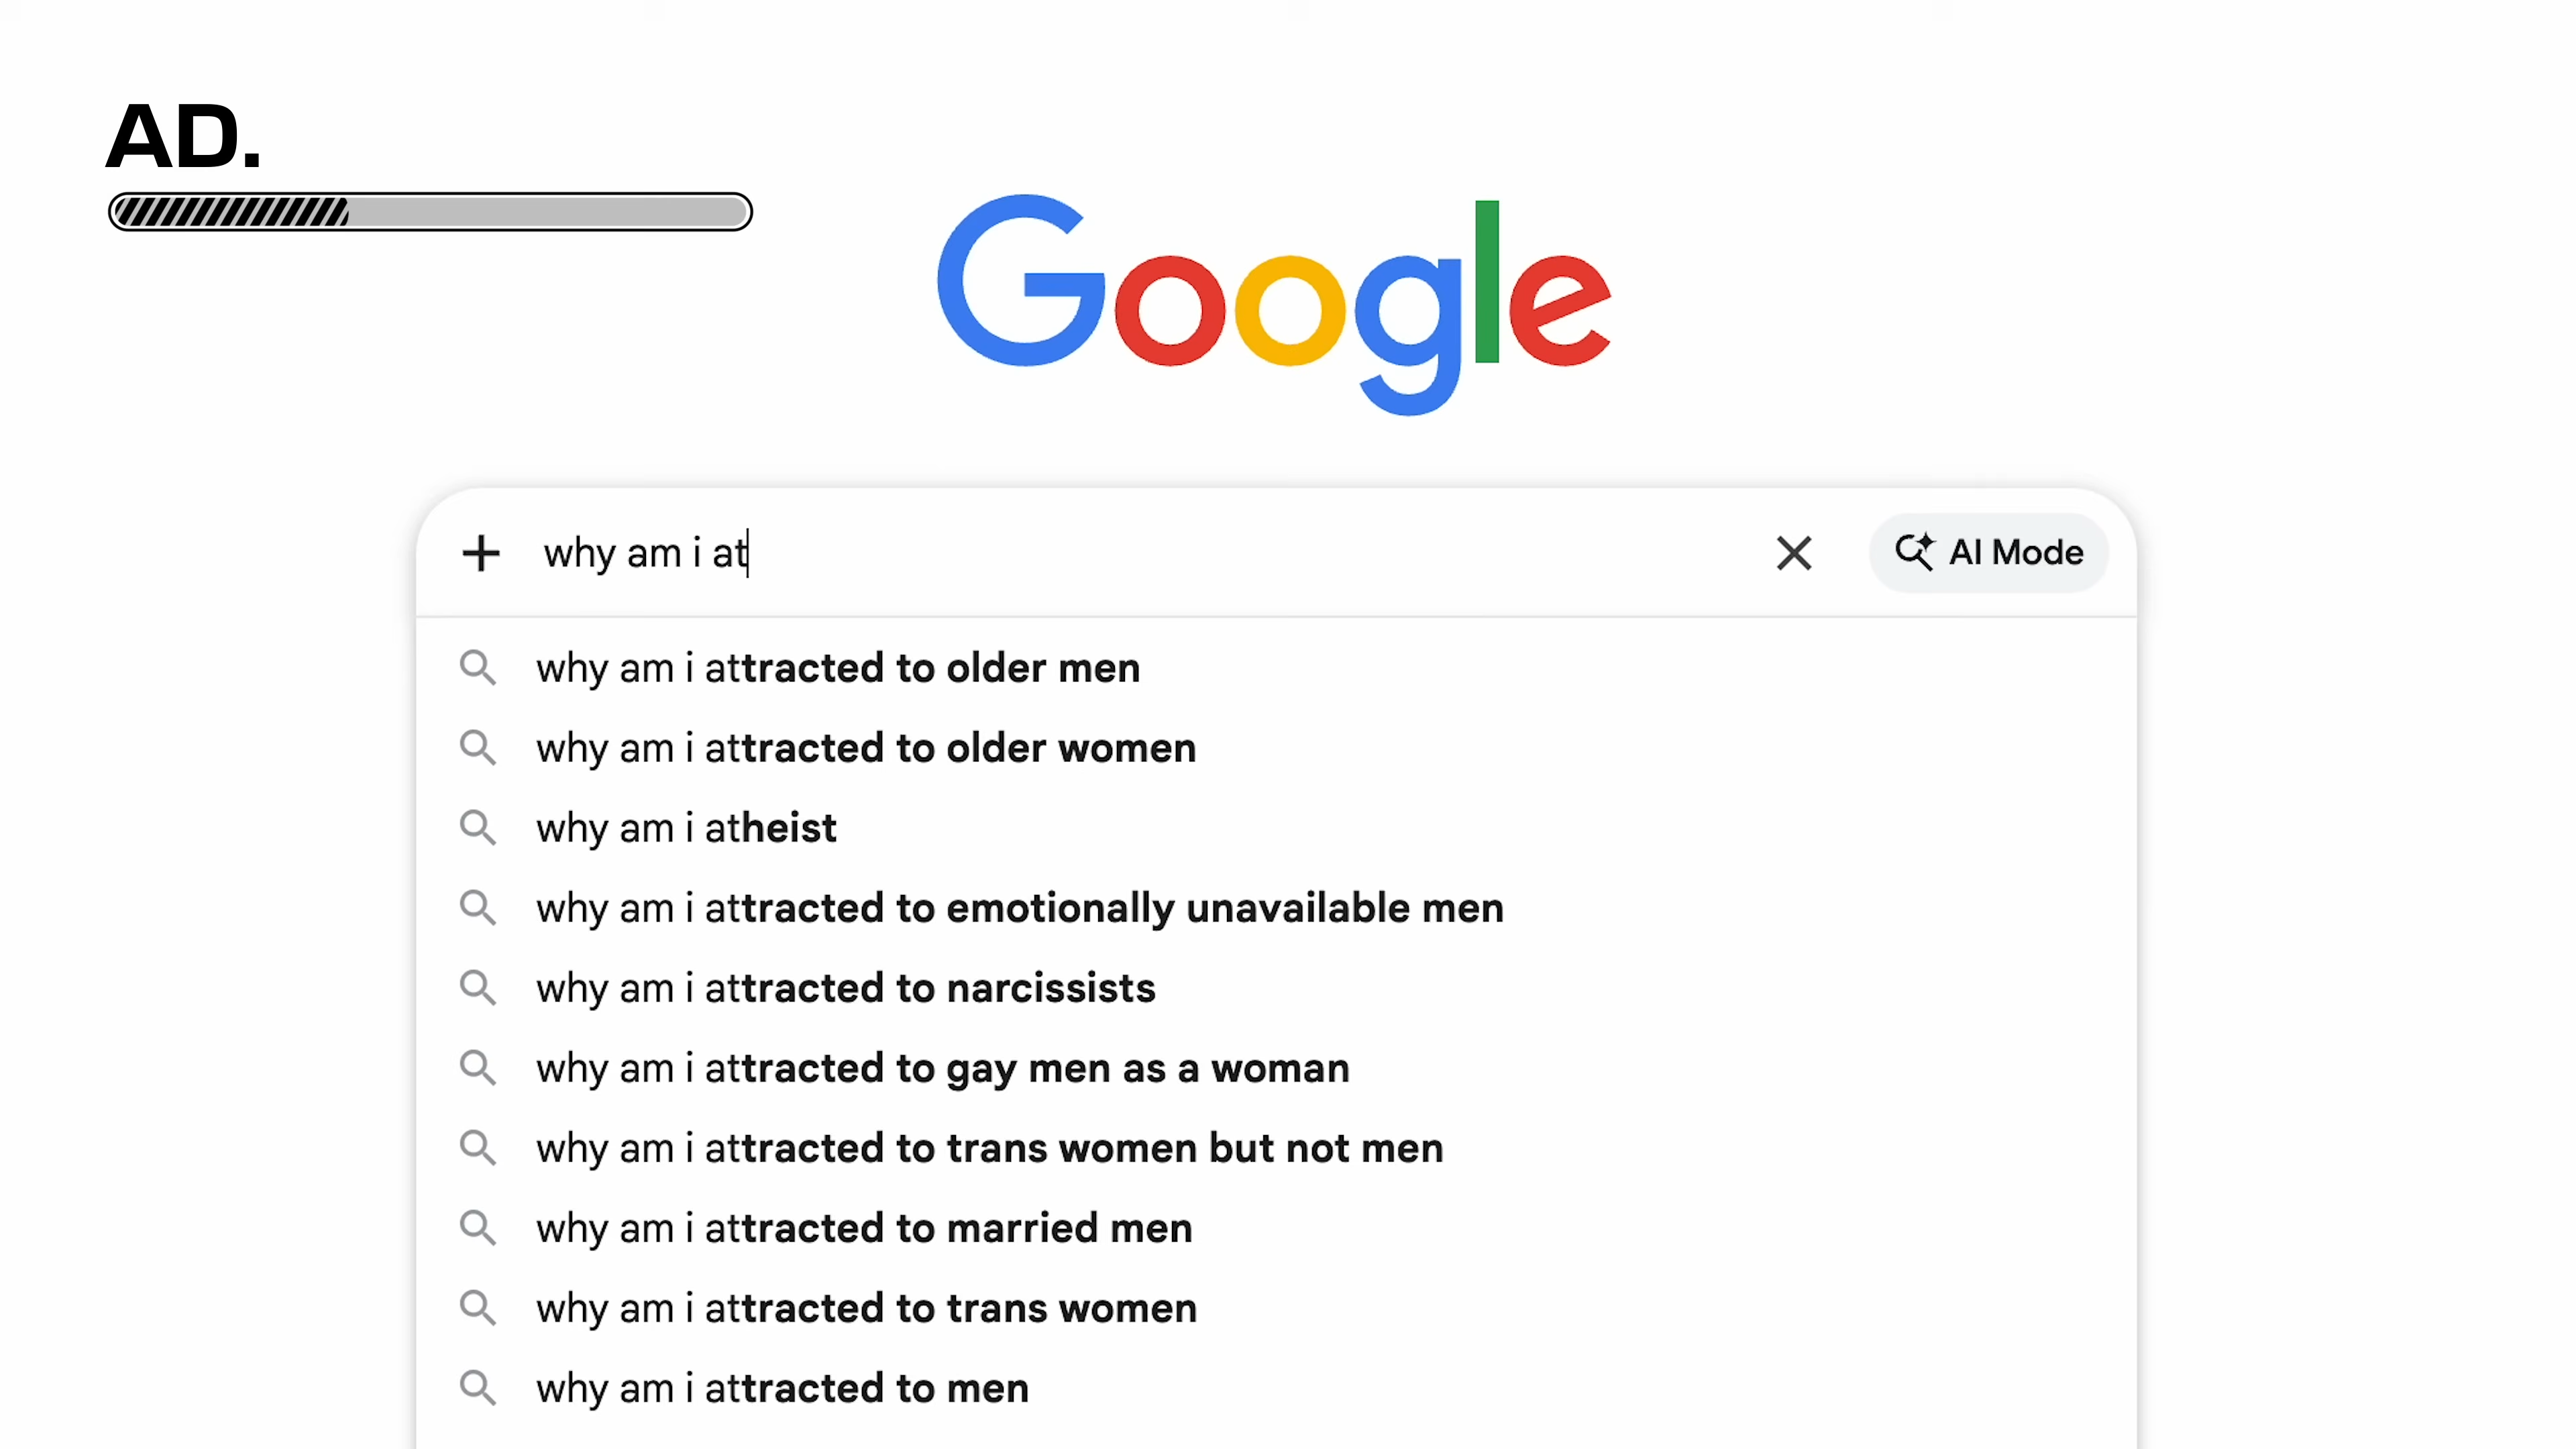 AD.
Google
why am i at
AI Mode
why am i attracted to older men
why am i attracted to older women
why am i atheist
why am i attracted to emotionally unavailable men
why am i attracted to narcissists
why am i attracted to gay men as a woman
why am i attracted to trans women but not men
why am i attracted to married men
why am i attracted to trans women
why am i attracted to men